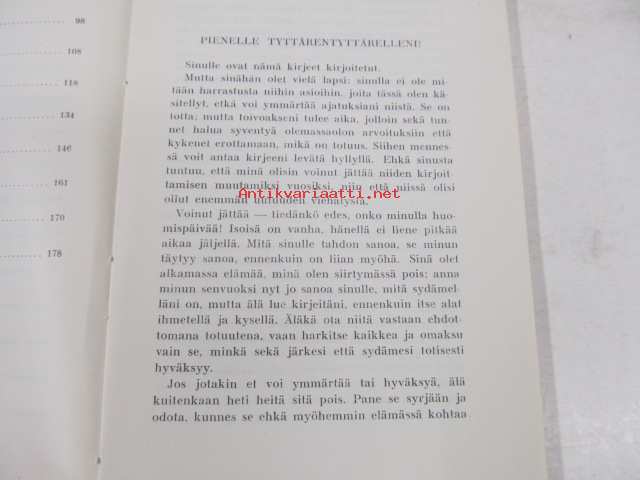 98
108
118
134
146
161
170
178
PIENELLE TYTTÄRENTYTTÄRELLENI!
Sinulle ovat nämä kirjeet kirjoitetut.
Mutta sinähän olet vielä lapsi: sinulla ei ole mi-
tään harrastusta niihin asioihin, joita tässä olen kä-
sitellyt, etkä voi ymmärtää ajatuksiani niistä. Se on
totta; mutta toivoakseni tulee aika, jolloin sekä tun-
net halua syventyä olemassaolon arvoituksiin että
kykenet erottamaan, mikä on totuus. Siihen mennes-
sä voit antaa kirjeeni levätä hyllyllä. Ehkä sinusta
tuntuu, että minä olisin voinut jättää niiden kirjoit-
tamisen muutamiksi vuosiksi, niin että niissä olisi
ollut enemmän uutuuden viehätystä.
Antikvariaatti.net
Voinut jättää — tiedänkö edes, onko minulla huo-
mispäivää! Isoisä on vanha, hänellä ei liene pitkää
aikaa jäljellä. Mitä sinulle tahdon sanoa, se minun
täytyy sanoa, ennenkuin on liian myöhä. Sinä olet
alkamassa elämää, minä olen siirtymässä pois: anna
minun senvuoksi nyt jo sanoa sinulle, mitä sydämel-
läni on, mutta älä lue kirjeitäni, ennenkuin itse alat
ihmetellä ja kysellä. Äläkä ota niitä vastaan ehdot-
tomana totuutena, vaan harkitse kaikkea ja omaksu
vain se, minkä sekä järkesi että sydämesi totisesti
hyväksyy.
Jos jotakin et voi ymmärtää tai hyväksyä, älä
kuitenkaan heti heitä sitä pois. Pane se syrjään ja
odota, kunnes se ehkä myöhemmin elämässä kohtaa